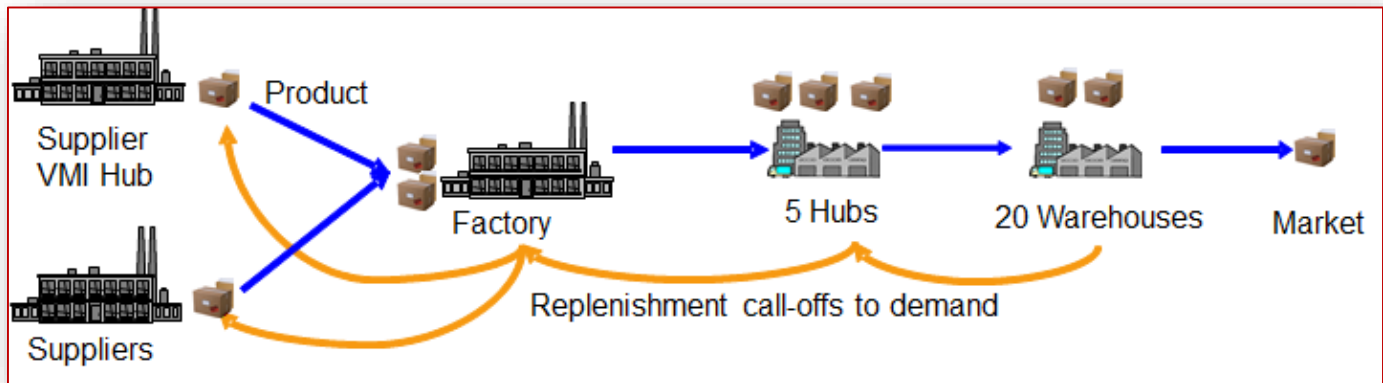 Product
Supplier
VMI Hub
Factory
5 Hubs
20 Warehouses
Market
Replenishment call-offs to demand
Suppliers